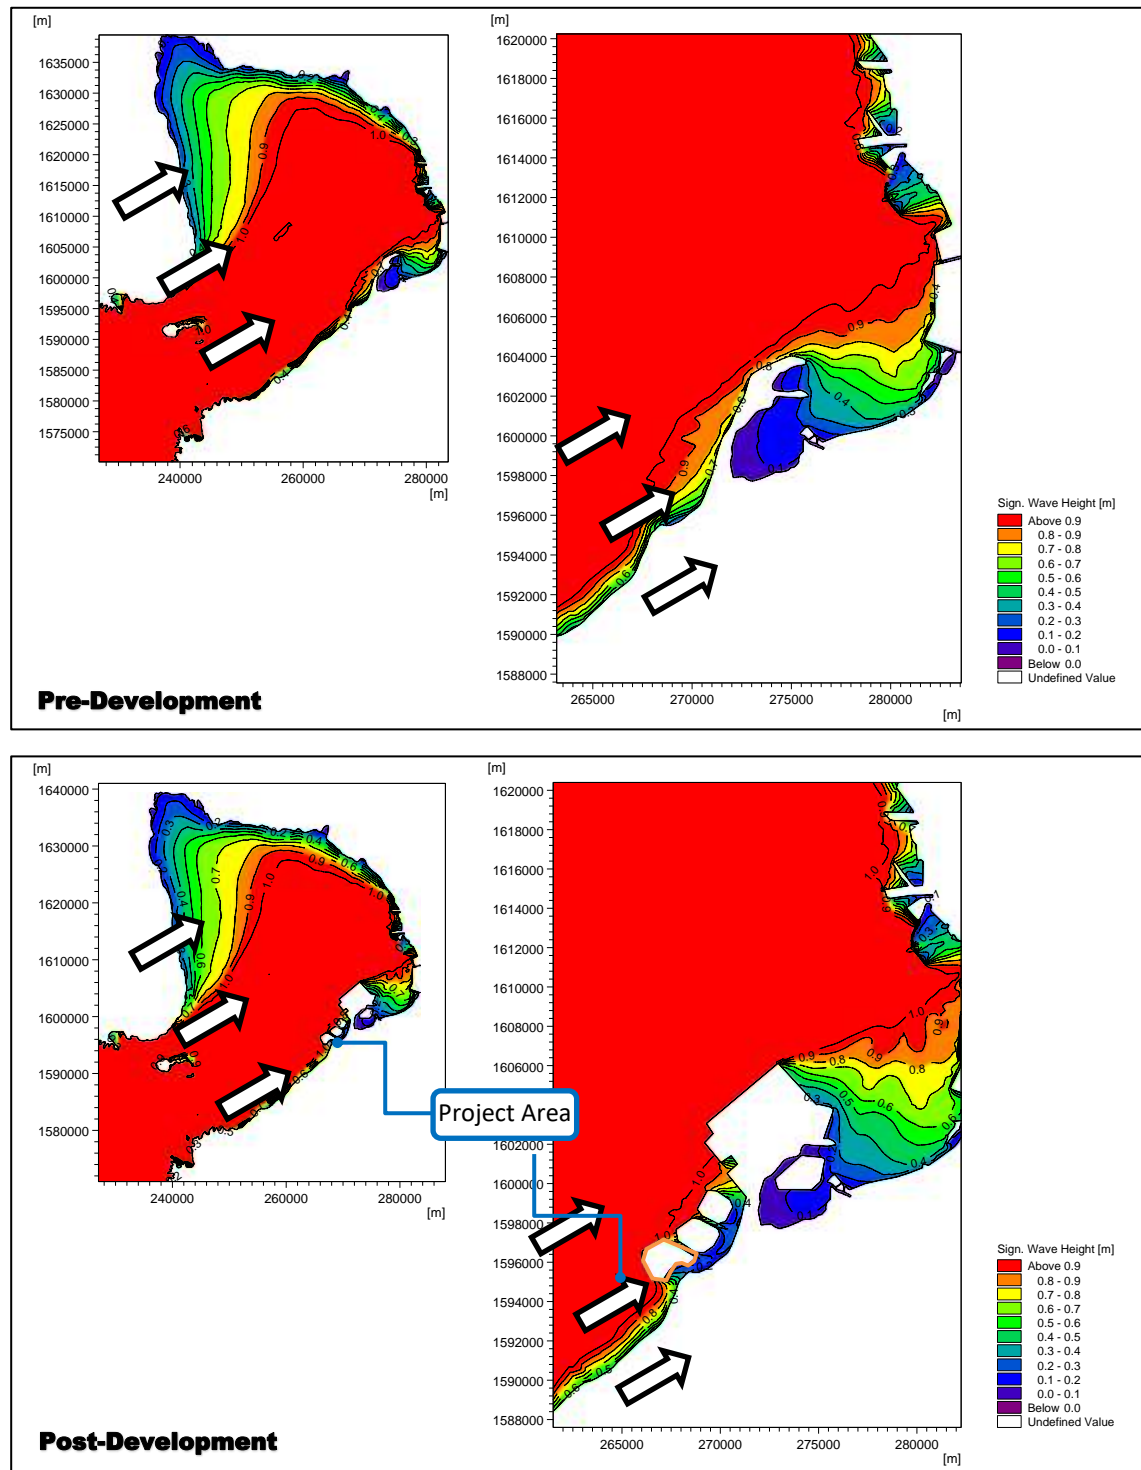 [m]
1635000
1630000
1625000
1620000
1615000
1610000
1605000
1600000
1595000
1590000
1585000
1580000
1575000
240000 260000 280000
[m]
[m]
1620000
1618000
1616000
1614000
1612000
1610000
1608000
1606000
1604000
1602000
1600000
1598000
1596000
1594000
1592000
1590000
1588000
265000 270000 275000 280000
[m]
Sign. Wave Height [m]
Above 0.9
0.8 - 0.9
0.7 - 0.8
0.6 - 0.7
0.5 - 0.6
0.4 - 0.5
0.3 - 0.4
0.2 - 0.3
0.1 - 0.2
0.0 - 0.1
Below 0.0
Undefined Value
Pre-Development
[m]
1640000
1630000
1620000
1610000
1600000
1590000
1580000
240000 260000 280000
[m]
Project Area
[m]
1620000
1618000
1616000
1614000
1612000
1610000
1608000
1606000
1602000
1600000
1598000
1596000
1594000
1592000
1590000
1588000
265000 270000 275000 280000
[m]
Sign. Wave Height [m]
Above 0.9
0.8 - 0.9
0.7 - 0.8
0.6 - 0.7
0.5 - 0.6
0.4 - 0.5
0.3 - 0.4
0.2 - 0.3
0.1 - 0.2
0.0 - 0.1
Below 0.0
Undefined Value
Post-Development